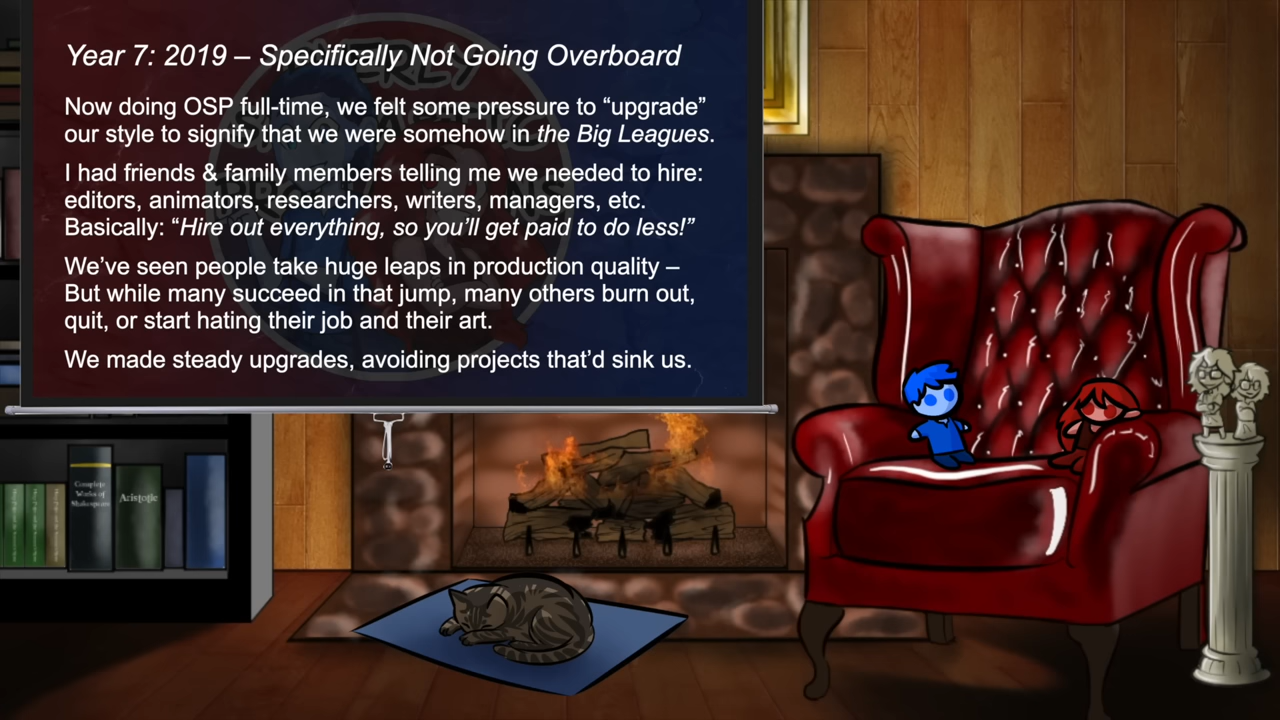 Year 7: 2019 – Specifically Not Going Overboard
Now doing OSP full-time, we felt some pressure to “upgrade”
our style to signify that we were somehow in the Big Leagues.
I had friends & family members telling me we needed to hire:
editors, animators, researchers, writers, managers, etc.
Basically: “Hire out everything, so you’ll get paid to do less!”
We’ve seen people take huge leaps in production quality –
But while many succeed in that jump, many others burn out,
quit, or start hating their job and their art.
We made steady upgrades, avoiding projects that’d sink us.
Complete
Works of
Shakespeare
Aristotle